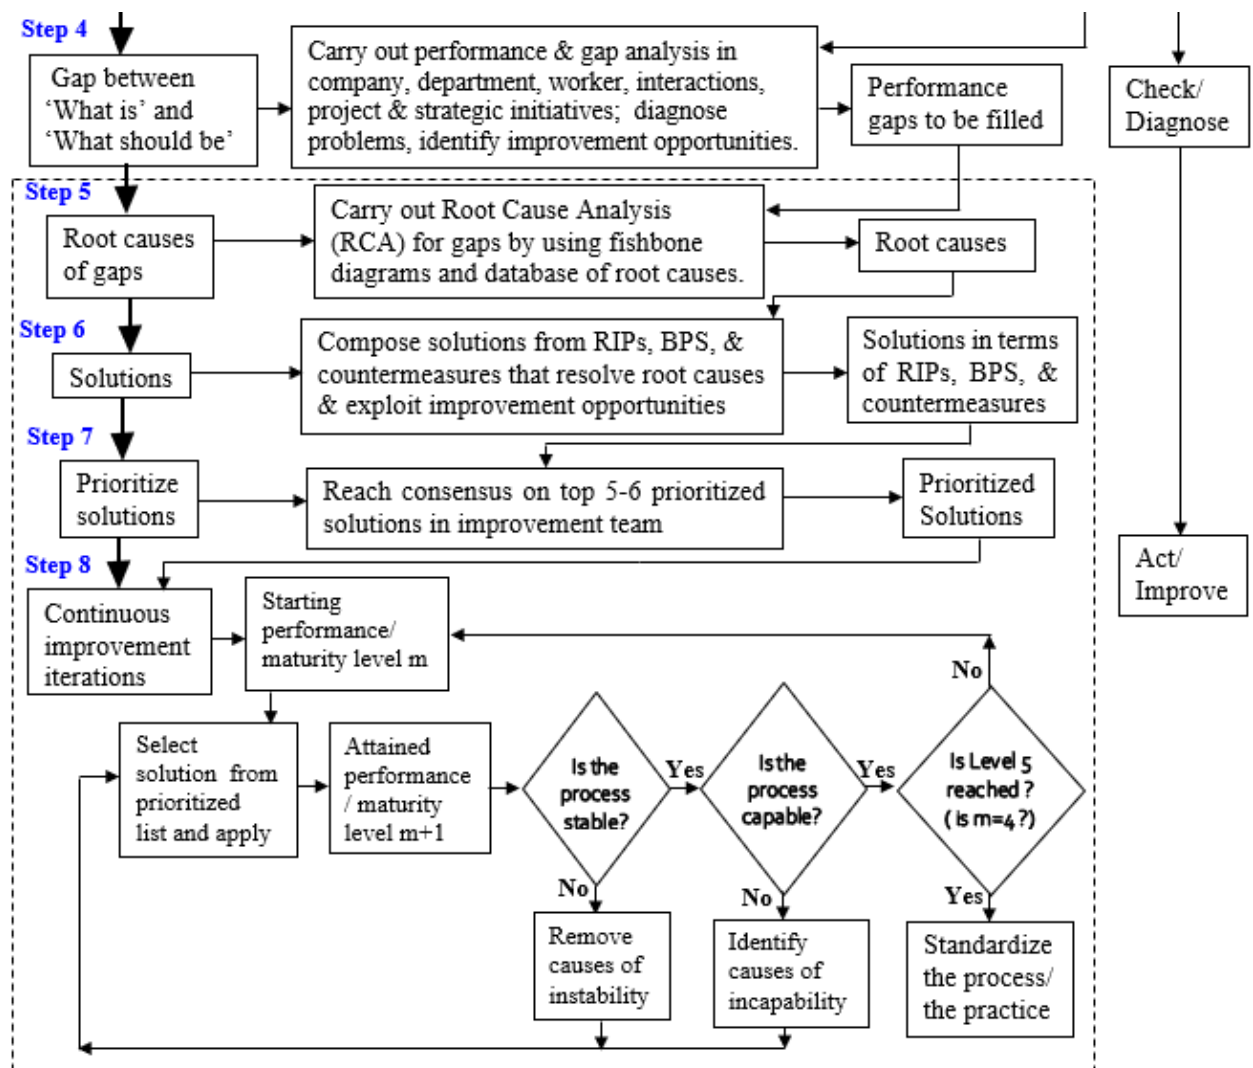 Step 4
Gap between
‘What is’ and
‘What should be’
Carry out performance & gap analysis in
company, department, worker, interactions,
project & strategic initiatives; diagnose
problems, identify improvement opportunities.
Performance
gaps to be filled
Check/
Diagnose
Step 5
Root causes
of gaps
Carry out Root Cause Analysis
(RCA) for gaps by using fishbone
diagrams and database of root causes.
Root causes
Step 6
Solutions
Compose solutions from RIPs, BPS, &
countermeasures that resolve root causes
& exploit improvement opportunities
Solutions in terms
of RIPs, BPS, &
countermeasures
Step 7
Prioritize
solutions
Reach consensus on top 5-6 prioritized
solutions in improvement team
Prioritized
Solutions
Act/
Improve
Step 8
Continuous
improvement
iterations
Starting
performance/
maturity level m
No
Select
solution from
prioritized
list and apply
Attained
performance
/ maturity
level m+1
Is the
process
stable?
Yes
Is the
process
capable?
Yes
Is Level 5
reached ?
( is m=4 ?)
No
No
Yes
Remove
causes of
instability
Identify
causes of
incapability
Standardize
the process/
the practice